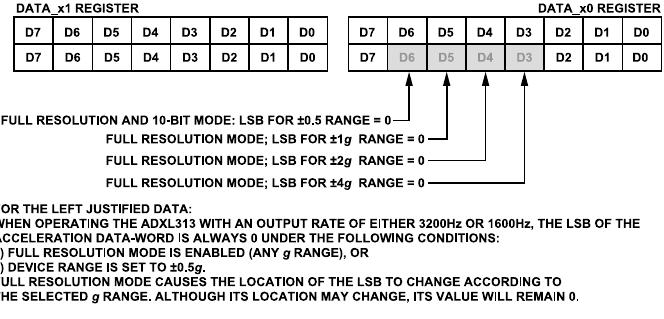 DATA_x1 REGISTER DATA_x0 REGISTER
D7 D6 D5 D4 D3 D2 D1 D0 D7 D6 D5 D4 D3 D2 D1 D0
D7 D6 D5 D4 D3 D2 D1 D0 D7 D6 D5 D4 D3 D2 D1 D0
FULL RESOLUTION AND 10-BIT MODE: LSB FOR ±0.5 RANGE = 0
FULL RESOLUTION MODE; LSB FOR ±1g RANGE = 0
FULL RESOLUTION MODE; LSB FOR ±2g RANGE = 0
FULL RESOLUTION MODE; LSB FOR ±4g RANGE = 0
OR THE LEFT JUSTIFIED DATA:
WHEN OPERATING THE ADXL313 WITH AN OUTPUT RATE OF EITHER 3200Hz OR 1600Hz, THE LSB OF THE
ACCELERATION DATA-WORD IS ALWAYS 0 UNDER THE FOLLOWING CONDITIONS:
) FULL RESOLUTION MODE IS ENABLED (ANY g RANGE), OR
) DEVICE RANGE IS SET TO ±0.5g.
ULL RESOLUTION MODE CAUSES THE LOCATION OF THE LSB TO CHANGE ACCORDING TO
HE SELECTED g RANGE. ALTHOUGH ITS LOCATION MAY CHANGE, ITS VALUE WILL REMAIN 0.